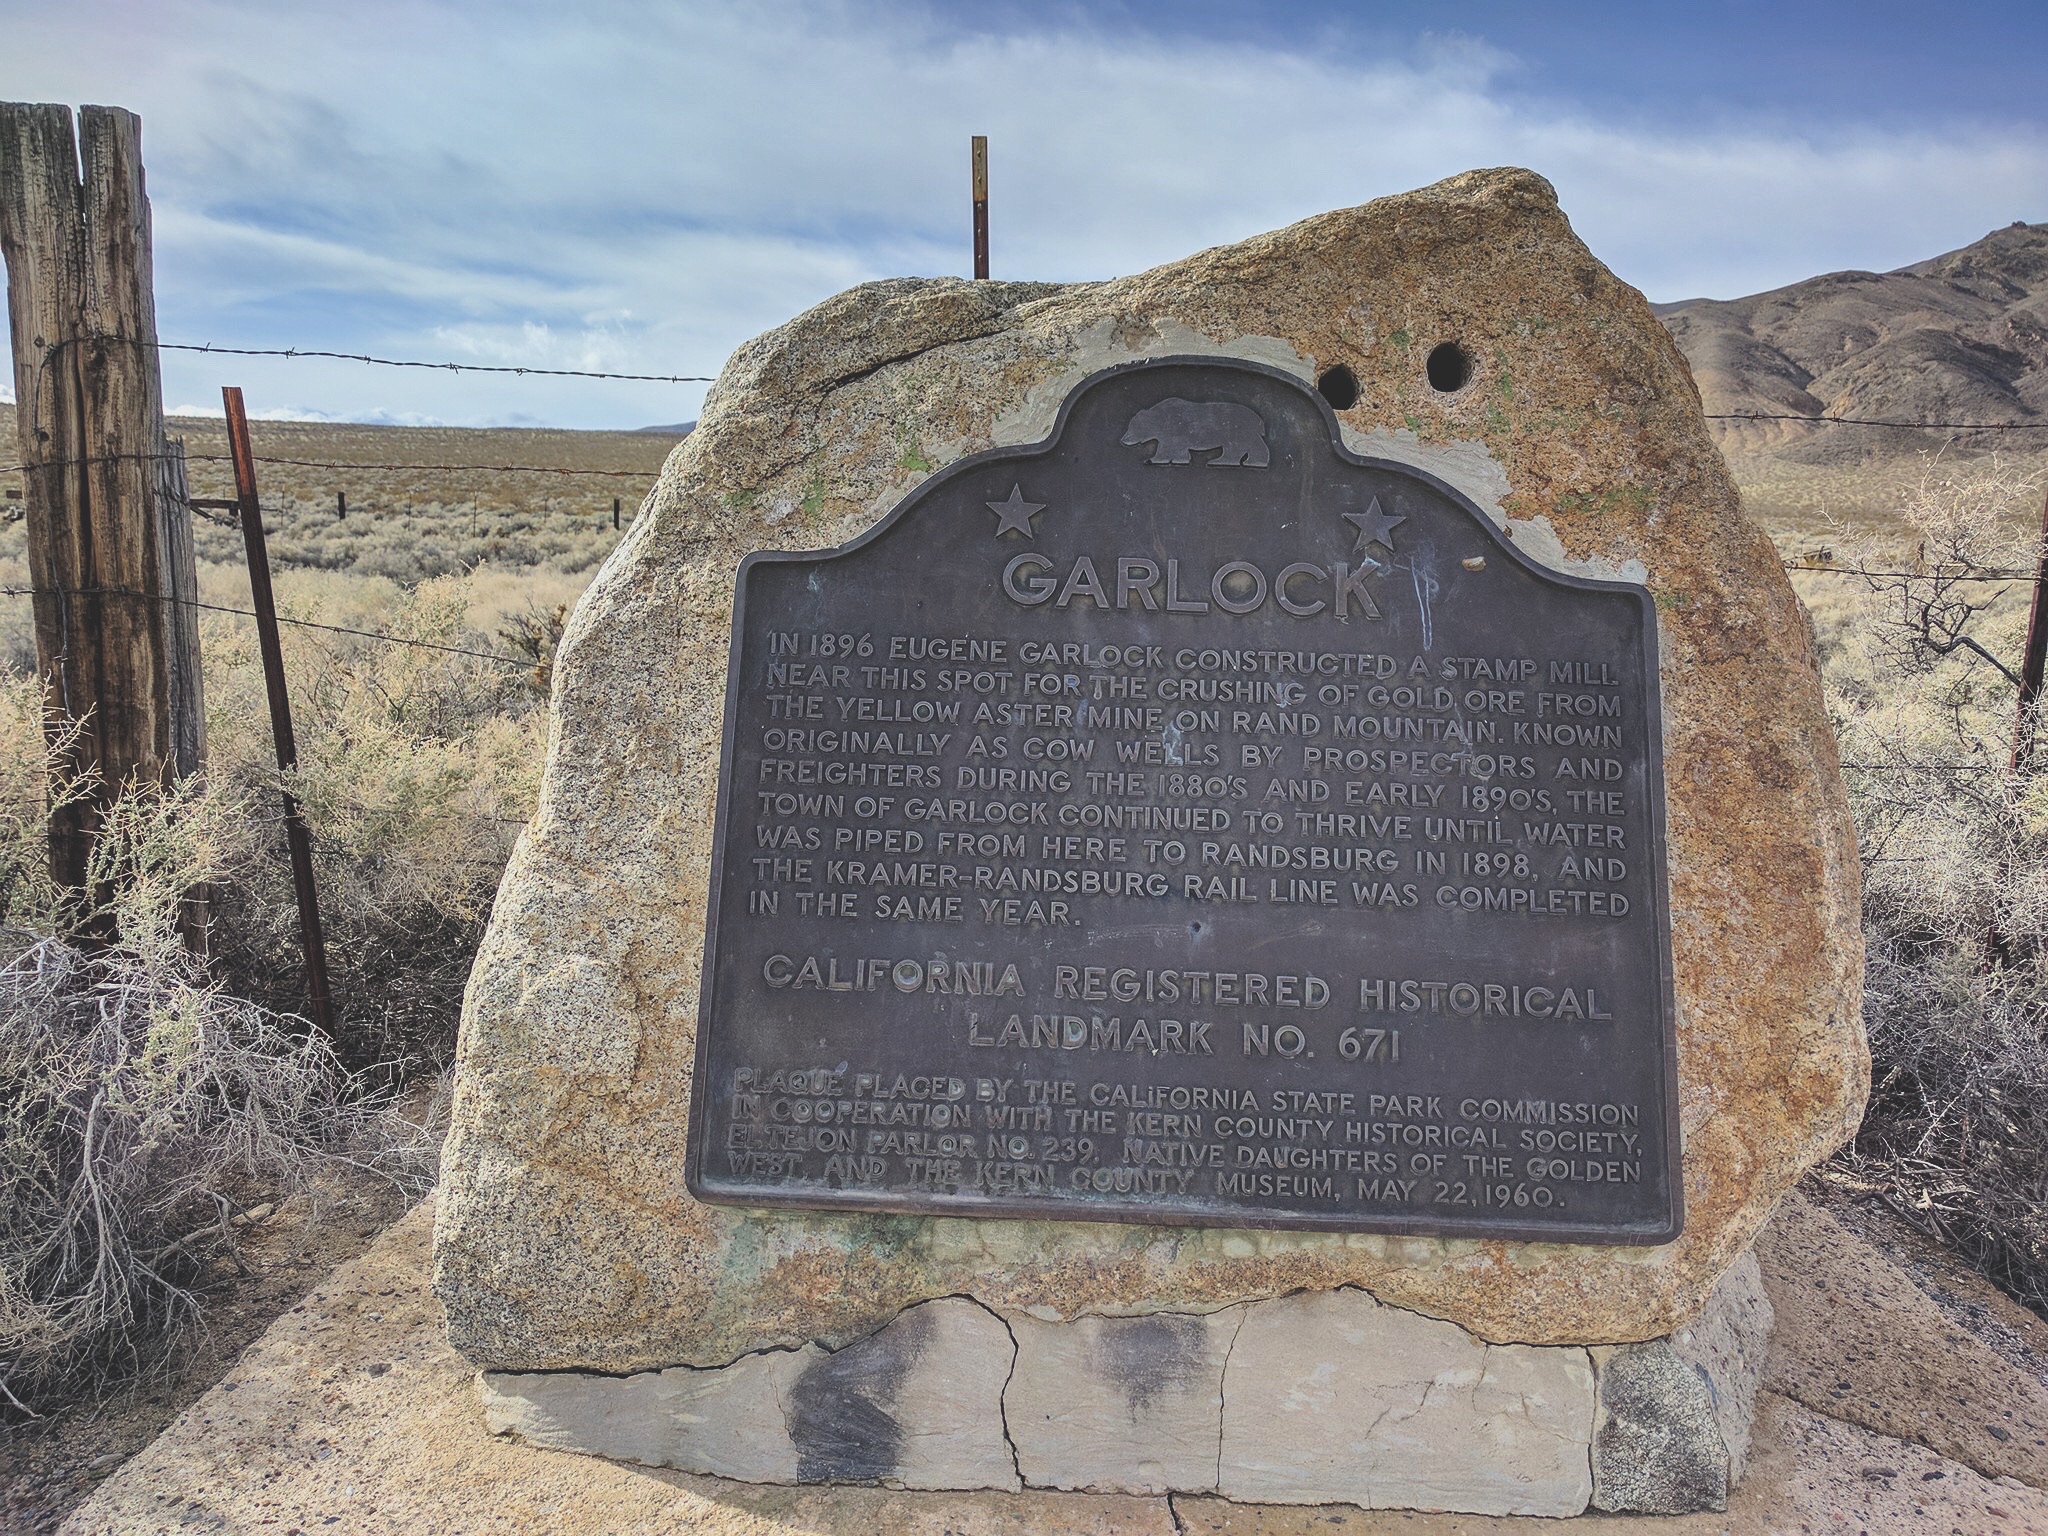 GARLOCK
IN 1896 EUGENE GARLOCK CONSTRUCTED A STAMP MILL
NEAR THIS SPOT FOR THE CRUSHING OF GOLD ORE FROM
THE YELLOW ASTER MINE ON RAND MOUNTAIN. KNOWN
ORIGINALLY AS COW WELLS BY PROSPECTORS AND
FREIGHTERS DURING THE 1880'S AND EARLY 1890'S, THE
TOWN OF GARLOCK CONTINUED TO THRIVE UNTIL WATER
WAS PIPED FROM HERE TO RANDSBURG IN 1898, AND
THE KRAMER-RANDSBURG RAIL LINE WAS COMPLETED
IN THE SAME YEAR.
CALIFORNIA REGISTERED HISTORICAL
LANDMARK NO. 671
PLAQUE PLACED BY THE CALIFORNIA STATE PARK COMMISSION
IN COOPERATION WITH THE KERN COUNTY HISTORICAL SOCIETY,
EL TEJON PARLOR NO. 239, NATIVE DAUGHTERS OF THE GOLDEN
WEST, AND THE KERN COUNTY MUSEUM, MAY 22, 1960.